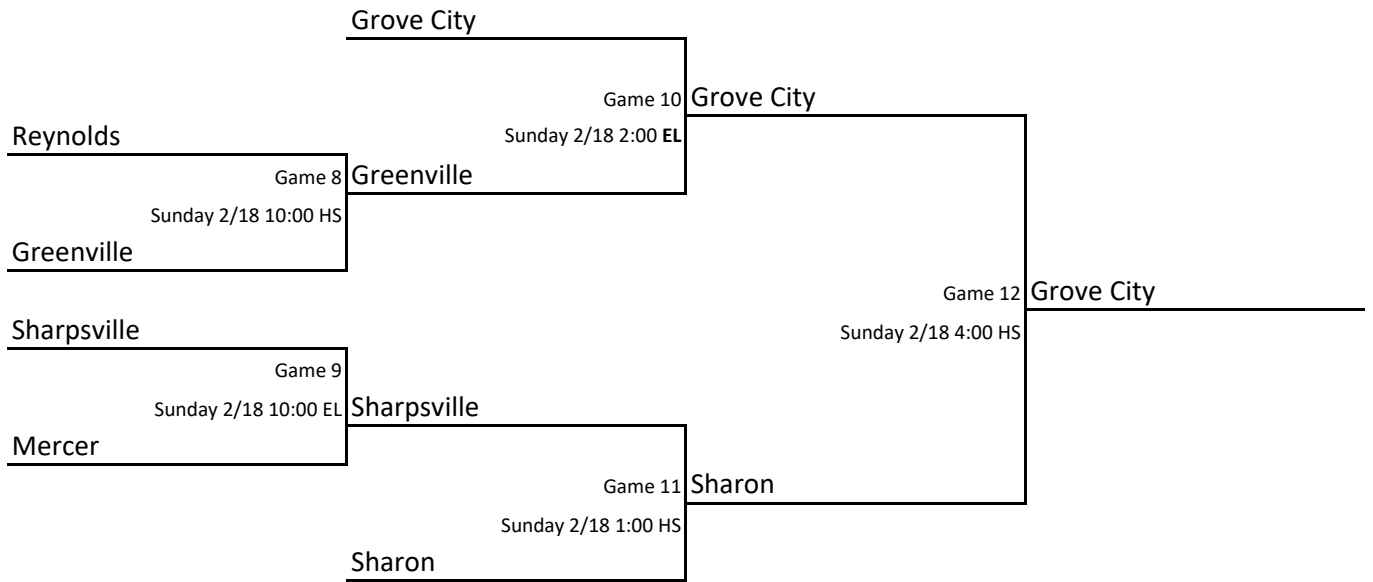 Grove City
Game 10 Grove City
Reynolds
Sunday 2/18 2:00 EL
Game 8 Greenville
Sunday 2/18 10:00 HS
Greenville
Game 12 Grove City
Sharpsville
Sunday 2/18 4:00 HS
Game 9
Sunday 2/18 10:00 EL Sharpsville
Mercer
Game 11 Sharon
Sunday 2/18 1:00 HS
Sharon